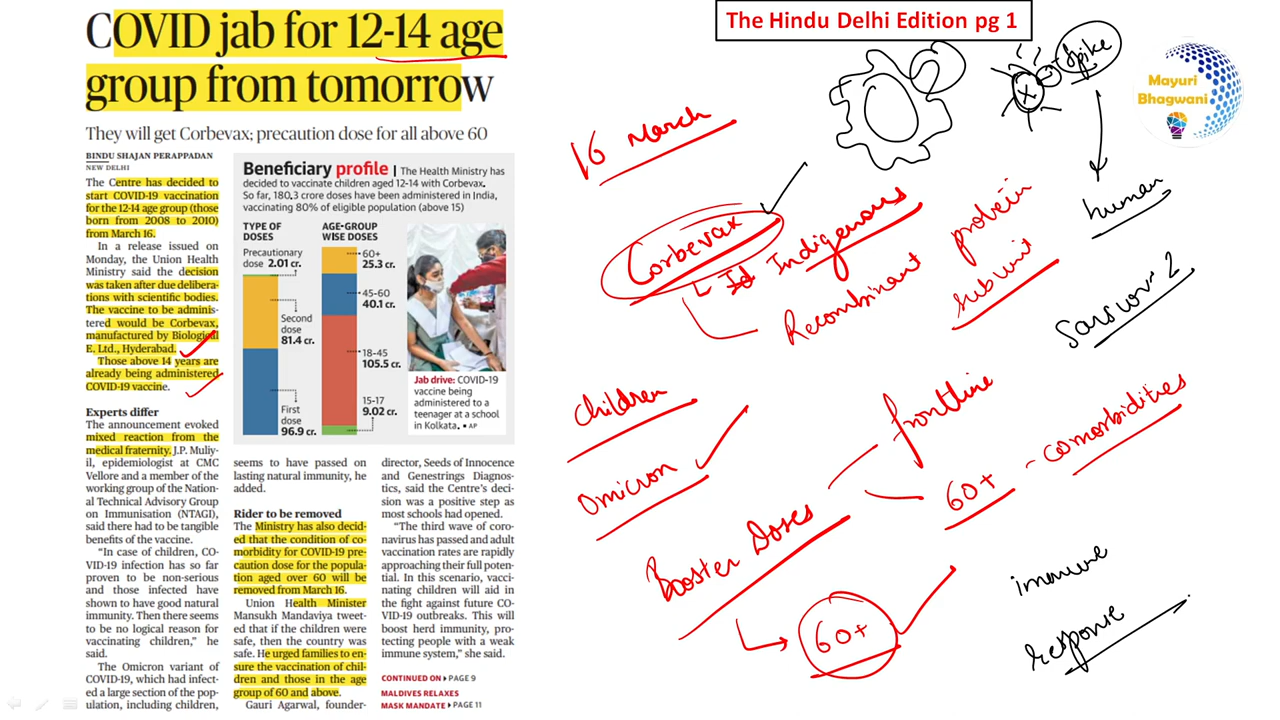 COVID jab for 12-14 age
group from tomorrow
They will get Corbevax; precaution dose for all above 60
BINDU SHAJAN PERAPPADAN
NEW DELHI
The Centre has decided to
start COVID-19 vaccination
for the 12-14 age group (those
born from 2008 to 2010)
from March 16.
In a release issued on
Monday, the Union Health
Ministry said the decision
was taken after due delibera-
tions with scientific bodies.
The vaccine to be adminis-
tered would be Corbevax,
manufactured by Biological
E. Ltd., Hyderabad.
Those above 14 years are
already being administered
COVID-19 vaccine.
Experts differ
The announcement evoked
mixed reaction from the
medical fraternity. J.P. Muliy-
il, epidemiologist at CMC
Vellore and a member of the
working group of the Nation-
al Technical Advisory Group
on Immunisation (NTAGI),
said there had to be tangible
benefits of the vaccine.
"In case of children, CO-
VID-19 infection has so far
proven to be non-serious
and those infected have
shown to have good natural
immunity. Then there seems
to be no logical reason for
vaccinating children," he
said.
The Omicron variant of
COVID-19, which had infect-
ed a large section of the pop-
ulation, including children,
Beneficiary profile | The Health Ministry has
decided to vaccinate children aged 12-14 with Corbevax.
So far, 180.3 crore doses have been administered in India,
vaccinating 80% of eligible population (above 15)
TYPE OF
DOSES
Precautionary
dose 2.01 cr.
Second
dose
81.4 cr.
First
dose
96.9 cr.
AGE-GROUP
WISE DOSES
60+
25.3 cr.
45-60
40.1 cr.
18-45
105.5 cr.
15-17
9.02 cr.
Jab drive: COVID-19
vaccine being
administered to a
teenager at a school
in Kolkata. • AP
seems to have passed on
lasting natural immunity, he
added.
Rider to be removed
The Ministry has also decid-
ed that the condition of co-
morbidity for COVID-19 pre-
caution dose for the popula-
tion aged over 60 will be
removed from March 16.
Union Health Minister
Mansukh Mandaviya tweet-
ed that if the children were
safe, then the country was
safe. He urged families to en-
sure the vaccination of chil-
dren and those in the age
group of 60 and above.
Gauri Agarwal, founder-
director, Seeds of Innocence
and Genestrings Diagnos-
tics, said the Centre's deci-
sion was a positive step as
most schools had opened.
"The third wave of coro-
navirus has passed and adult
vaccination rates are rapidly
approaching their full poten-
tial. In this scenario, vacci-
nating children will aid in
the fight against future CO-
VID-19 outbreaks. This will
boost herd immunity, pro-
tecting people with a weak
immune system," she said.
CONTINUED ON PAGE 9
MALDIVES RELAXES
MASK MANDATE PAGE 11
The Hindu Delhi Edition pg 1
Spike
Mayuri
Bhagwani
16 March
human
Corbevax
Indigenous
Recombinant protein
subunit
Sarscov-2
children
Omicron
frontline
60+ - comorbidities
Booster Doses
60+
immune
response